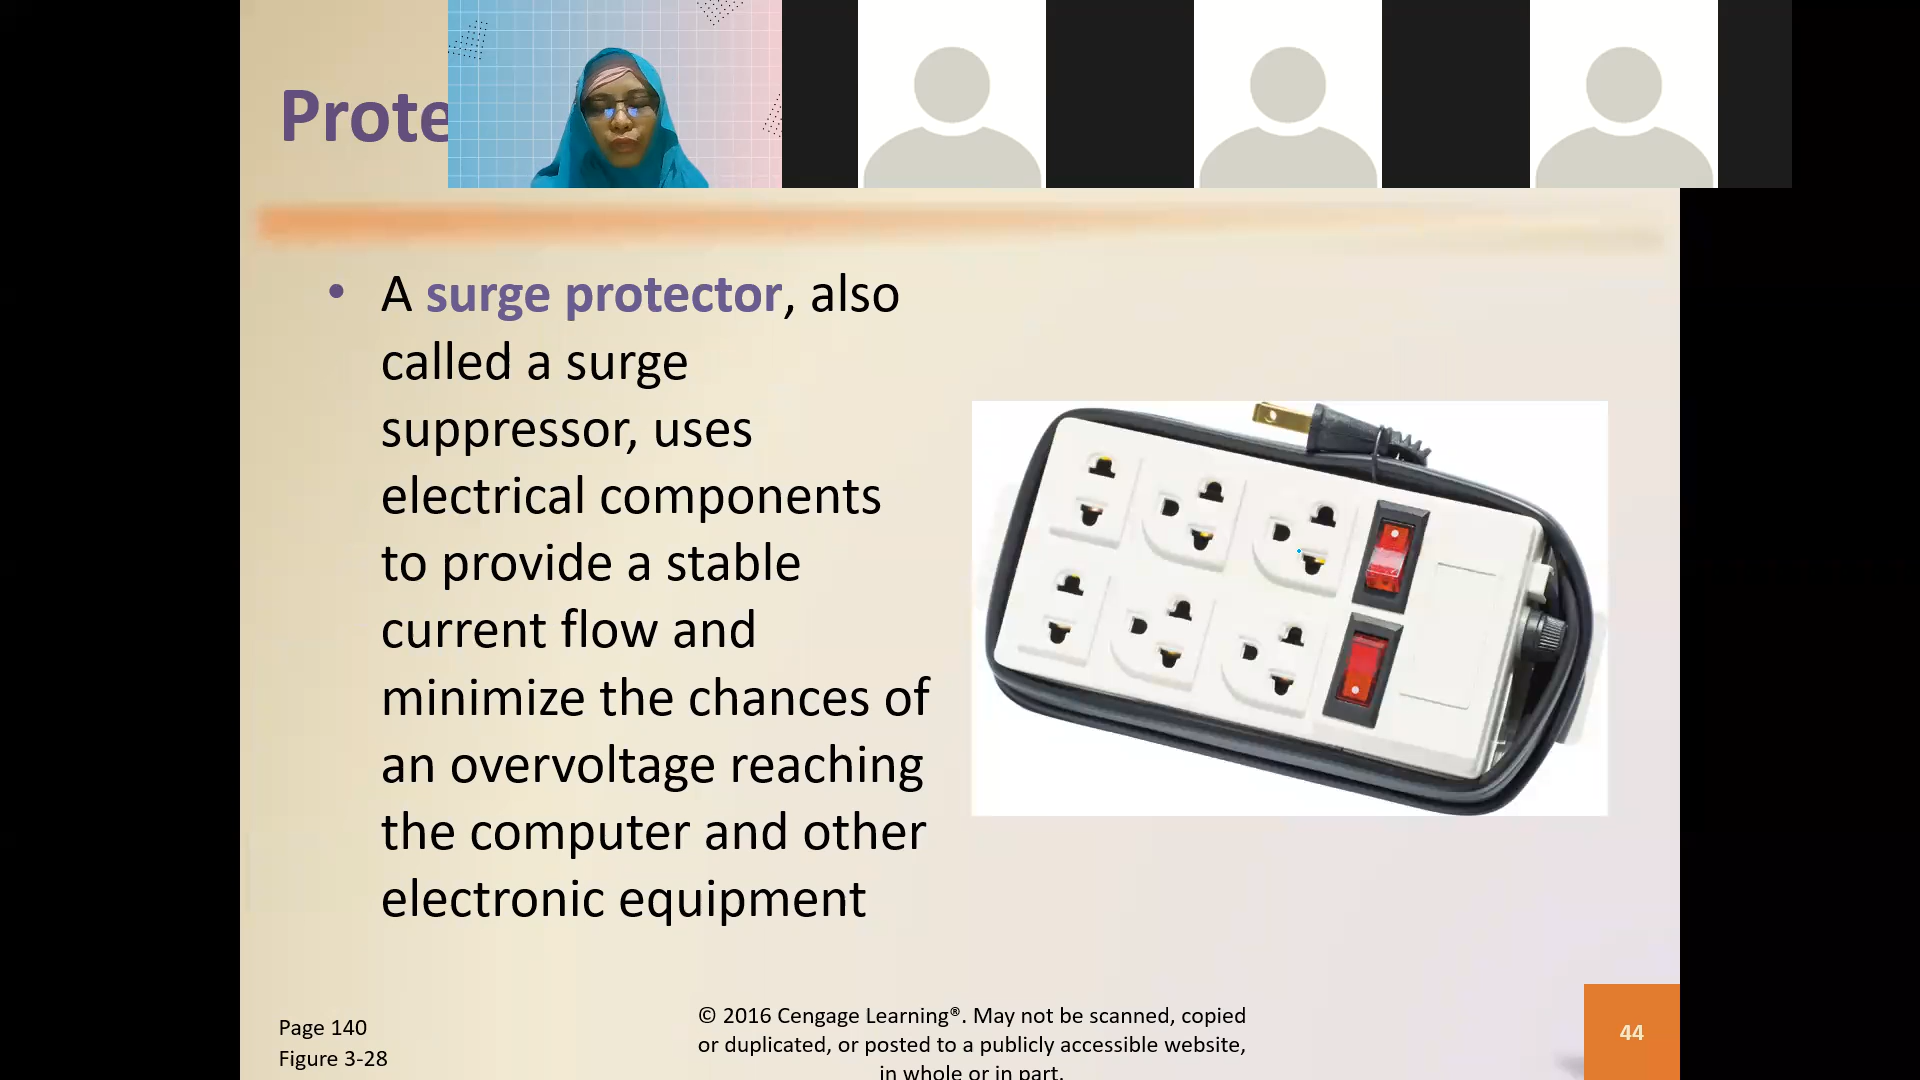 Prote
• A surge protector, also
called a surge
suppressor, uses
electrical components
to provide a stable
current flow and
minimize the chances of
an overvoltage reaching
the computer and other
electronic equipment
Page 140
Figure 3-28
© 2016 Cengage Learning®. May not be scanned, copied
or duplicated, or posted to a publicly accessible website,
in whole or in part.
44